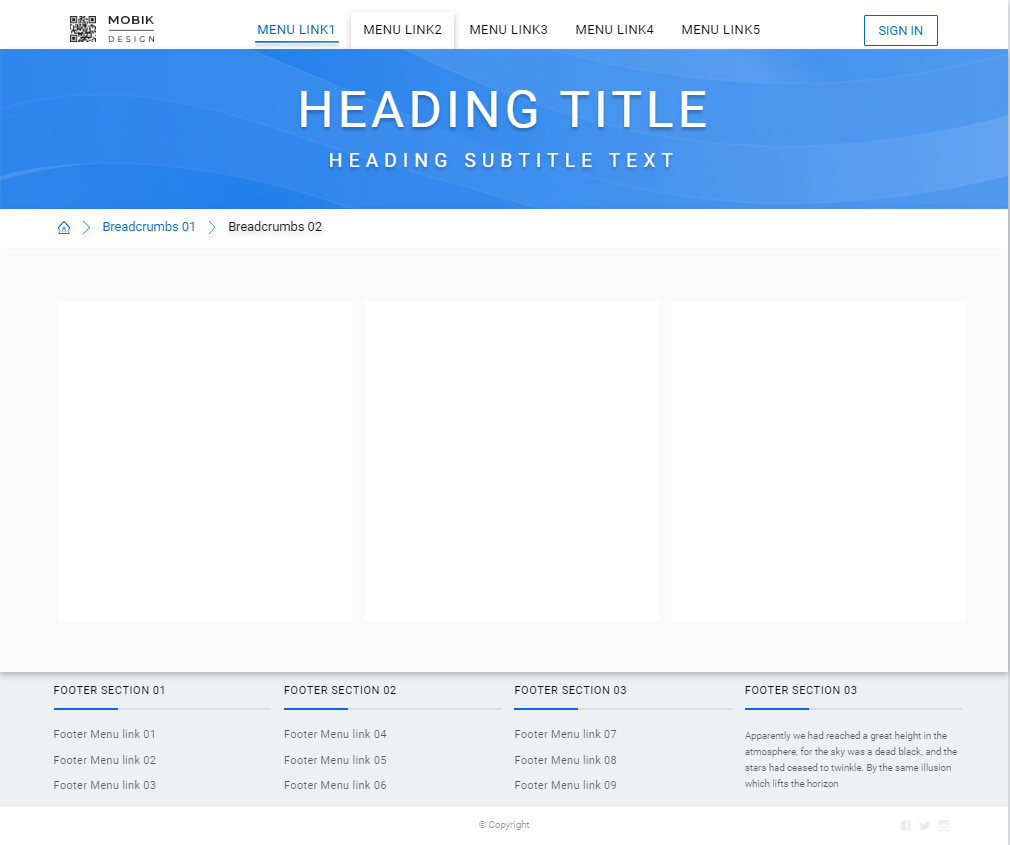 MOBIK
DESIGN
MENU LINK1 MENU LINK2 MENU LINK3 MENU LINK4 MENU LINK5
SIGN IN
HEADING TITLE
HEADING SUBTITLE TEXT
Breadcrumbs 01 Breadcrumbs 02
FOOTER SECTION 01
Footer Menu link 01
Footer Menu link 02
Footer Menu link 03
FOOTER SECTION 02
Footer Menu link 04
Footer Menu link 05
Footer Menu link 06
FOOTER SECTION 03
Footer Menu link 07
Footer Menu link 08
Footer Menu link 09
FOOTER SECTION 03
Apparently we had reached a great height in the
atmosphere, for the sky was a dead black, and the
stars had ceased to twinkle. By the same illusion
which lifts the horizon
© Copyright